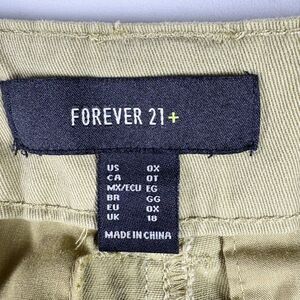 FOREVER 21+
US 0X
CA 0T
MX/ECU EG
BR GG
EU 0X
UK 18
MADE IN CHINA